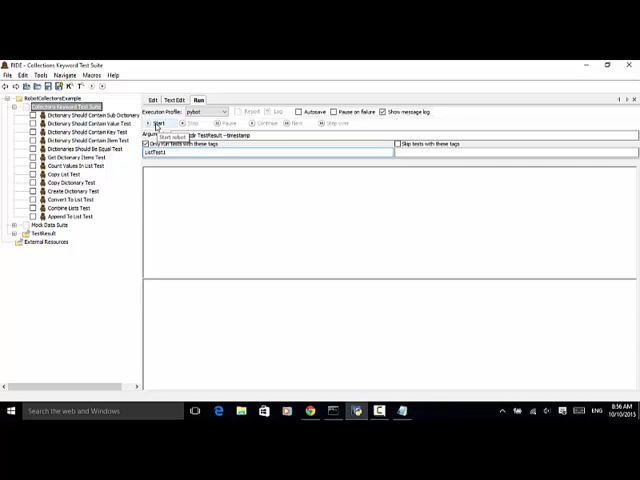 RIDE - Collections Keyword Test Suite
File Edit Tools Navigate Macros Help
RobotCollectionsExample
Collections Keyword Test Suite
Dictionary Should Contain Sub Dictionary
Dictionary Should Contain Value Test
Dictionary Should Contain Key Test
Dictionary Should Contain Item Test
Dictionaries Should Be Equal Test
Get Dictionary Items Test
Count Values In List Test
Copy List Test
Copy Dictionary Test
Create Dictionary Test
Convert To List Test
Combine Lists Test
Append To List Test
Mock Data Suite
TestResult
External Resources
Edit Text Edit Run
Execution Profile: pybot Report Log Autosave Pause on failure Show message log
Start Stop Pause Continue Next Step over
Start robot
Argum dir TestResult --timestamp
Only run tests with these tags Skip tests with these tags
ListTest1
Search the web and Windows
ENG
8:56 AM
10/10/2015